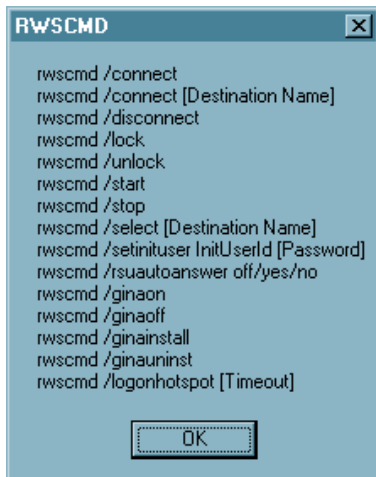 RWSCMD
rwscmd /connect
rwscmd /connect [Destination Name]
rwscmd /disconnect
rwscmd /lock
rwscmd /unlock
rwscmd /start
rwscmd /stop
rwscmd /select [Destination Name]
rwscmd /setinituser InitUserId [Password]
rwscmd /rsuautoanswer off/yes/no
rwscmd /ginaon
rwscmd /ginaoff
rwscmd /ginainstall
rwscmd /ginauninst
rwscmd /logonhotspot [Timeout]
OK